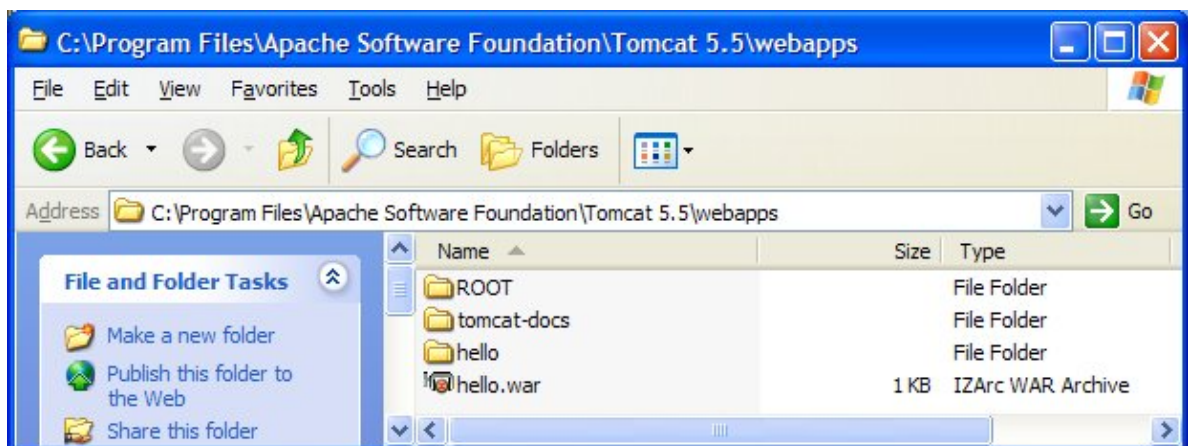 C:\Program Files\Apache Software Foundation\Tomcat 5.5\webapps
File Edit View Favorites Tools Help
Back Search Folders
Address C:\Program Files\Apache Software Foundation\Tomcat 5.5\webapps Go
Name Size Type
File and Folder Tasks
Make a new folder
Publish this folder to
the Web
Share this folder
ROOT File Folder
tomcat-docs File Folder
hello File Folder
hello.war 1 KB IZArc WAR Archive